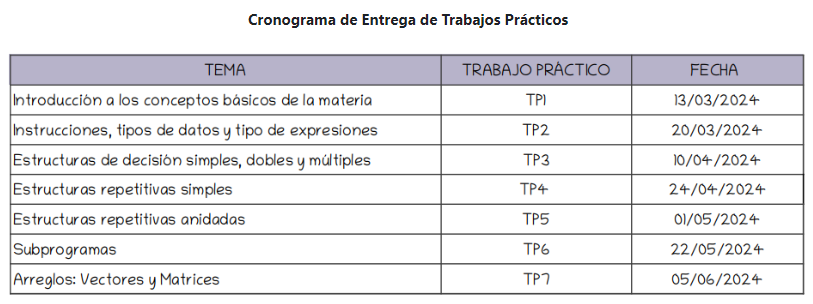 Cronograma de Entrega de Trabajos Prácticos
TEMA TRABAJO PRÁCTICO FECHA
Introducción a los conceptos básicos de la materia TP1 13/03/2024
Instrucciones, tipos de datos y tipo de expresiones TP2 20/03/2024
Estructuras de decisión simples, dobles y múltiples TP3 10/04/2024
Estructuras repetitivas simples TP4 24/04/2024
Estructuras repetitivas anidadas TP5 01/05/2024
Subprogramas TP6 22/05/2024
Arreglos: Vectores y Matrices TP7 05/06/2024